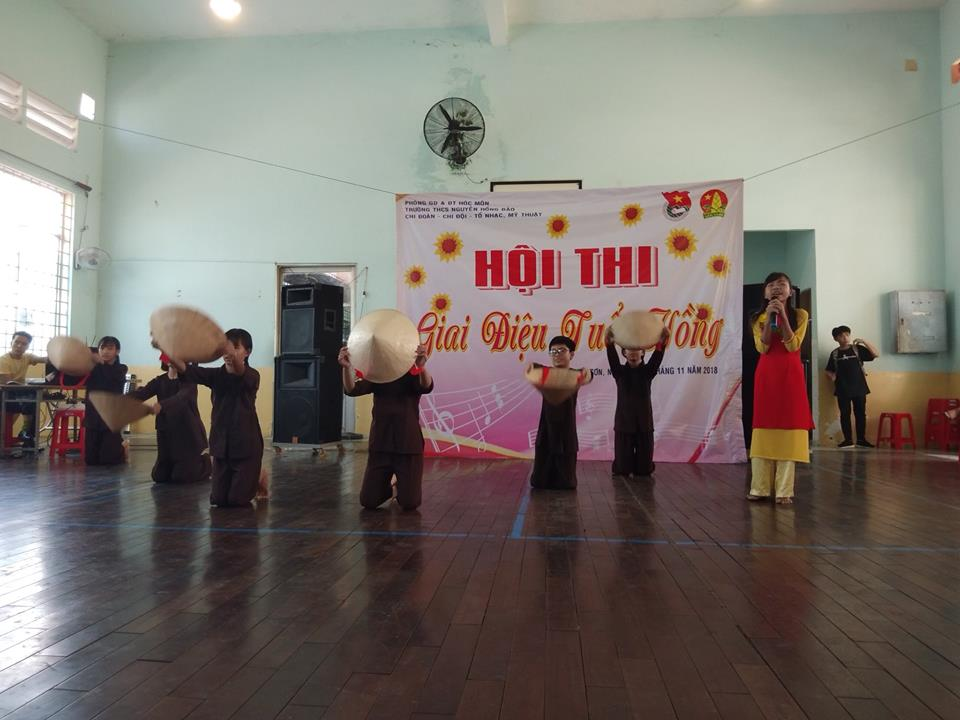 PHÒNG GD & ĐT HÓC MÔN
TRƯỜNG THCS NGUYỄN HỒNG ĐÀO
CHI ĐOÀN - CHI ĐỘI - TỔ NHẠC, MỸ THUẬT
HỘI THI
Giai Điệu Tuổi Hồng
THÁNG 11 NĂM 2018